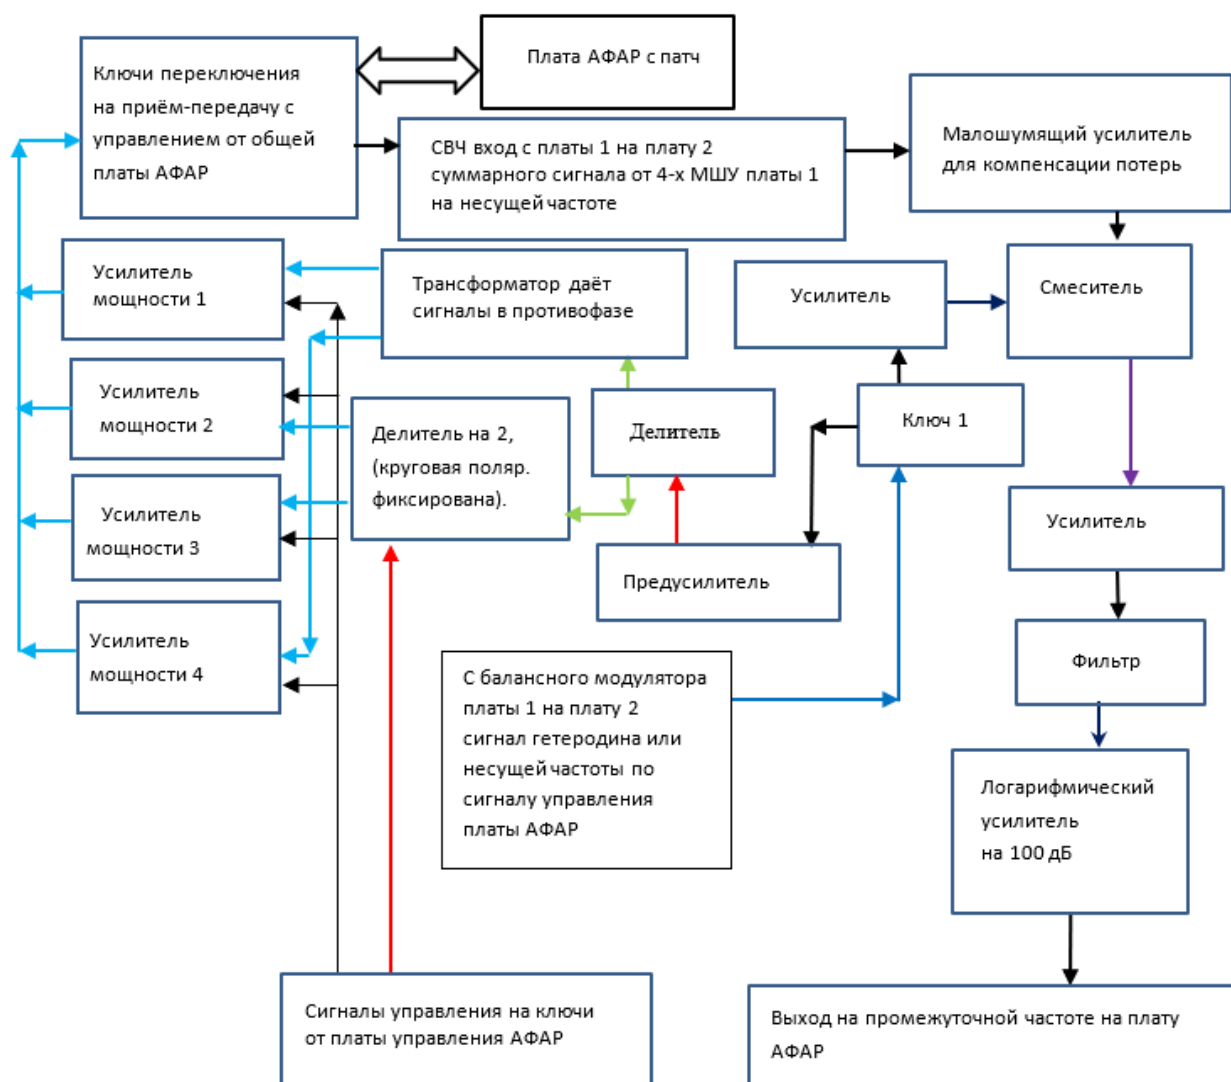 Ключи переключения
на приём-передачу с
управлением от общей
платы АФАР
Плата АФАР с патч
СВЧ вход с платы 1 на плату 2
суммарного сигнала от 4-х МШУ платы 1
на несущей частоте
Малошумящий усилитель
для компенсации потерь
Усилитель
мощности 1
Трансформатор даёт
сигналы в противофазе
Усилитель
Смеситель
Усилитель
мощности 2
Делитель на 2,
(круговая поляр.
фиксирована).
Делитель
Ключ 1
Усилитель
мощности 3
Предусилитель
Усилитель
Усилитель
мощности 4
С балансного модулятора
платы 1 на плату 2
сигнал гетеродина или
несущей частоты по
сигналу управления
платы АФАР
Фильтр
Логарифмический
усилитель
на 100 дБ
Сигналы управления на ключи
от платы управления АФАР
Выход на промежуточной частоте на плату
АФАР